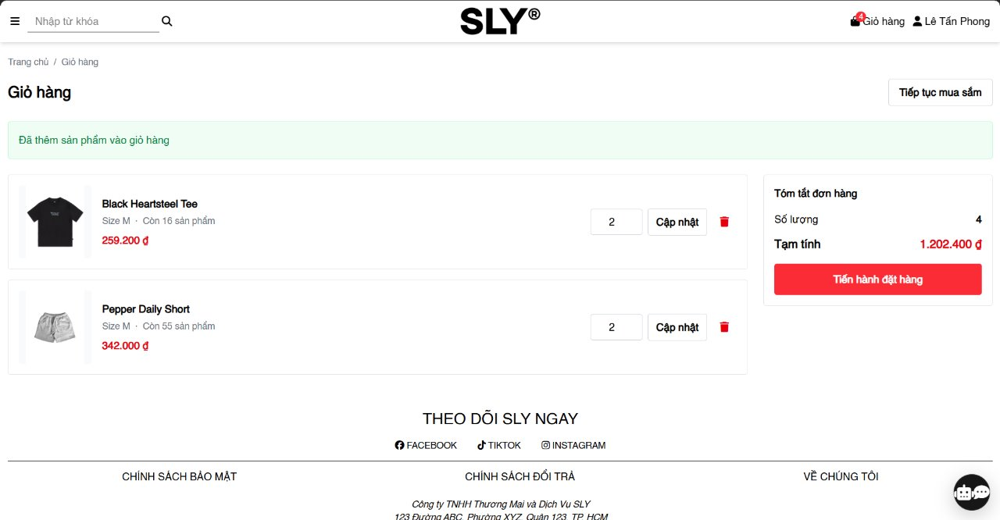 Nhập từ khóa
SLY®
4
Giỏ hàng
Lê Tấn Phong
Trang chủ / Giỏ hàng
Giỏ hàng
Tiếp tục mua sắm
Đã thêm sản phẩm vào giỏ hàng
Black Heartsteel Tee
Size M · Còn 16 sản phẩm
259.200 ₫
2
Cập nhật
Pepper Daily Short
Size M · Còn 55 sản phẩm
342.000 ₫
2
Cập nhật
Tóm tắt đơn hàng
Số lượng 4
Tạm tính 1.202.400 ₫
Tiến hành đặt hàng
THEO DÕI SLY NGAY
FACEBOOK TIKTOK INSTAGRAM
CHÍNH SÁCH BẢO MẬT CHÍNH SÁCH ĐỔI TRẢ VỀ CHÚNG TÔI
Công ty TNHH Thương Mại và Dịch Vụ SLY
123 Đường ABC, Phường XYZ, Quận 123, TP. HCM